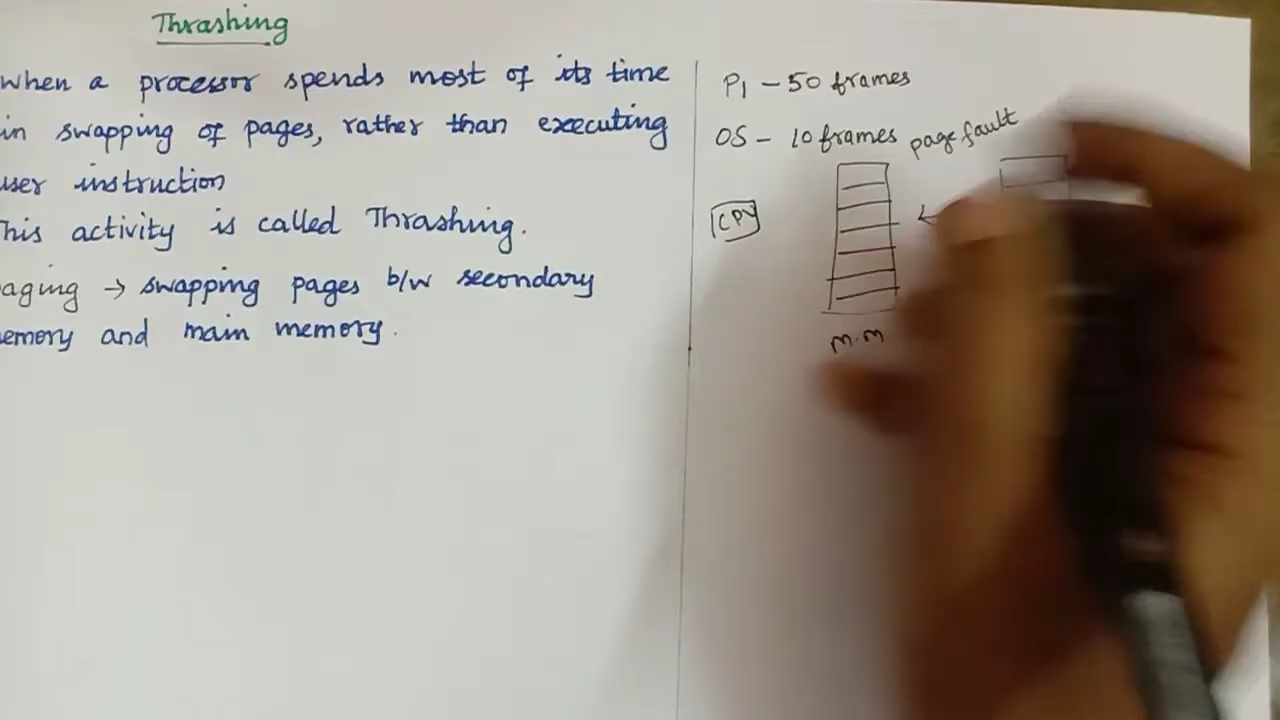 Thrashing
When a processor spends most of its time
in swapping of pages, rather than executing
user instruction
This activity is called Thrashing.
aging → swapping pages b/w secondary
emory and main memory.
P1 - 50 frames
OS - 10 frames
page fault
CPU
M.M